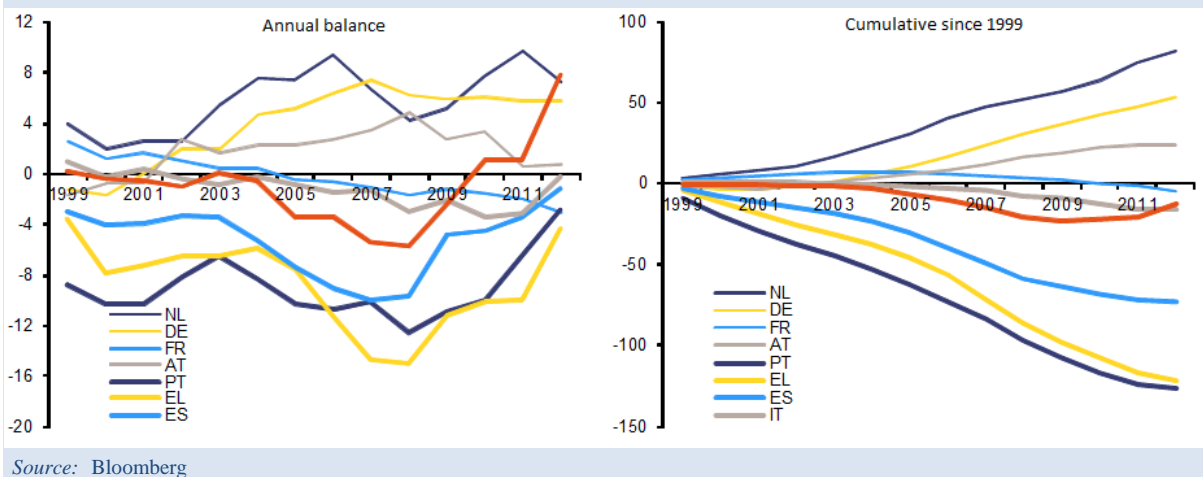 Annual balance
12
8
4
0
-4
-8
-12
-16
-20
1999 2001 2003 2005 2007 2009 2011
NL
DE
FR
AT
PT
EL
ES
Cumulative since 1999
100
50
0
-50
-100
-150
1999 2001 2003 2005 2007 2009 2011
NL
DE
FR
AT
PT
EL
ES
IT
Source: Bloomberg